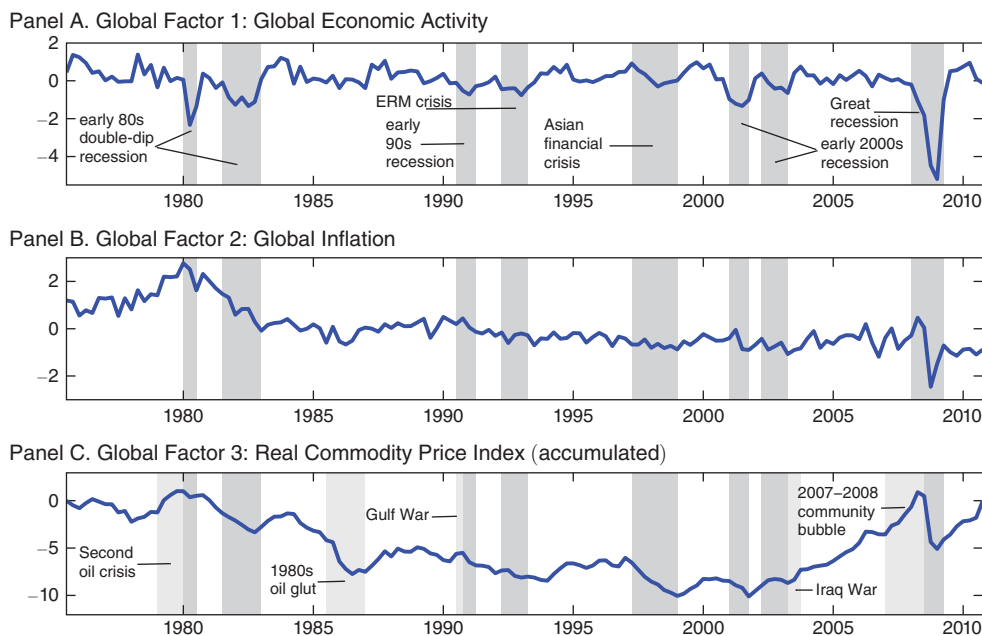 Panel A. Global Factor 1: Global Economic Activity
2
0
−2
−4
early 80s
double-dip
recession
ERM crisis
early
90s
recession
Asian
financial
crisis
Great
recession
early 2000s
recession
1980 1985 1990 1995 2000 2005 2010
Panel B. Global Factor 2: Global Inflation
2
0
−2
1980 1985 1990 1995 2000 2005 2010
Panel C. Global Factor 3: Real Commodity Price Index (accumulated)
0
−5
−10
Second
oil crisis
1980s
oil glut
Gulf War
2007–2008
community
bubble
Iraq War
1980 1985 1990 1995 2000 2005 2010